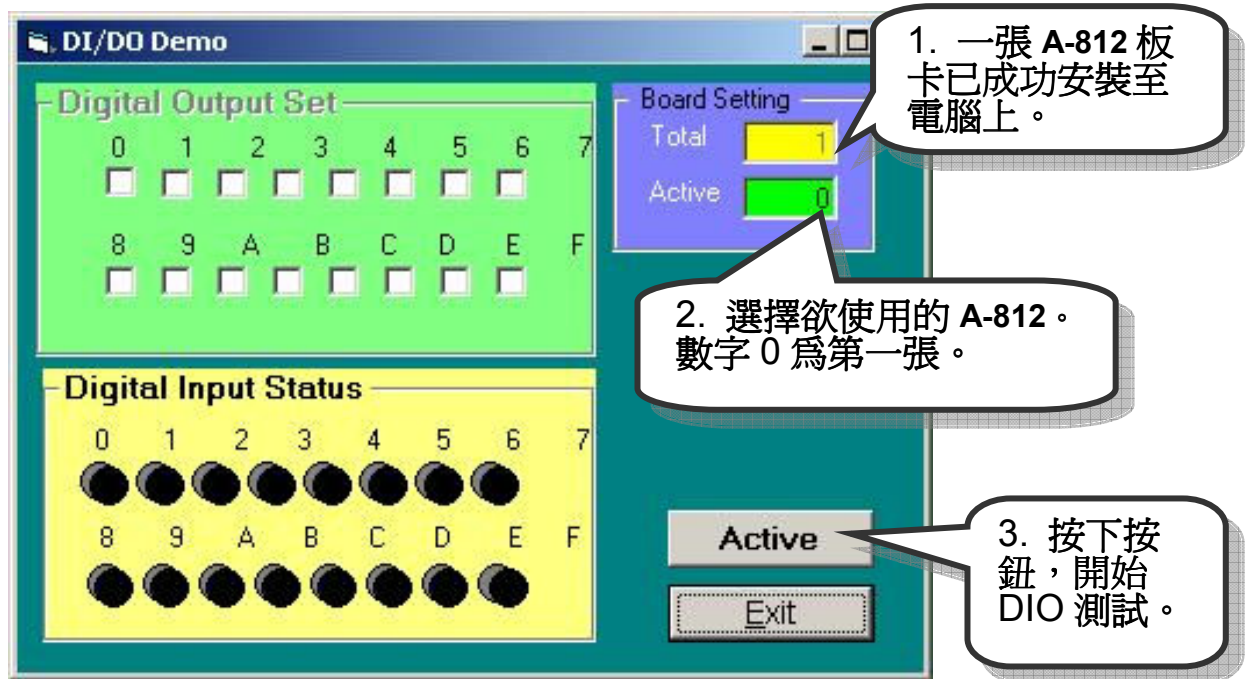 DI/DO Demo
Digital Output Set
0 1 2 3 4 5 6 7
8 9 A B C D E F
Board Setting
Total 1
Active 0
1. 一張 A-812 板
卡已成功安裝至
電腦上。
2. 選擇欲使用的 A-812。
數字 0 爲第一張。
Digital Input Status
0 1 2 3 4 5 6 7
8 9 A B C D E F
Active
Exit
3. 按下按
鈕，開始
DIO 測試。